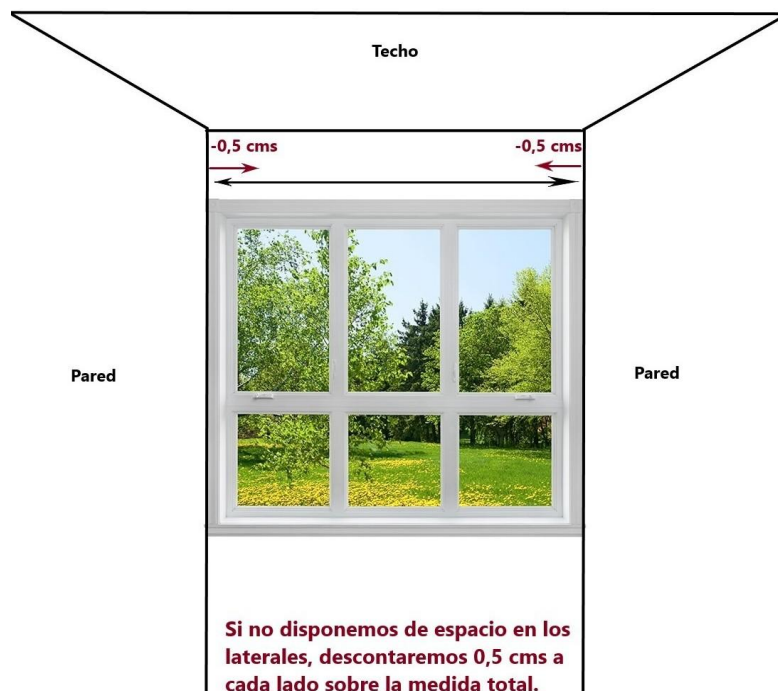 Techo
-0,5 cms
-0,5 cms
Pared
Pared
Si no disponemos de espacio en los
laterales, descontaremos 0,5 cms a
cada lado sobre la medida total.